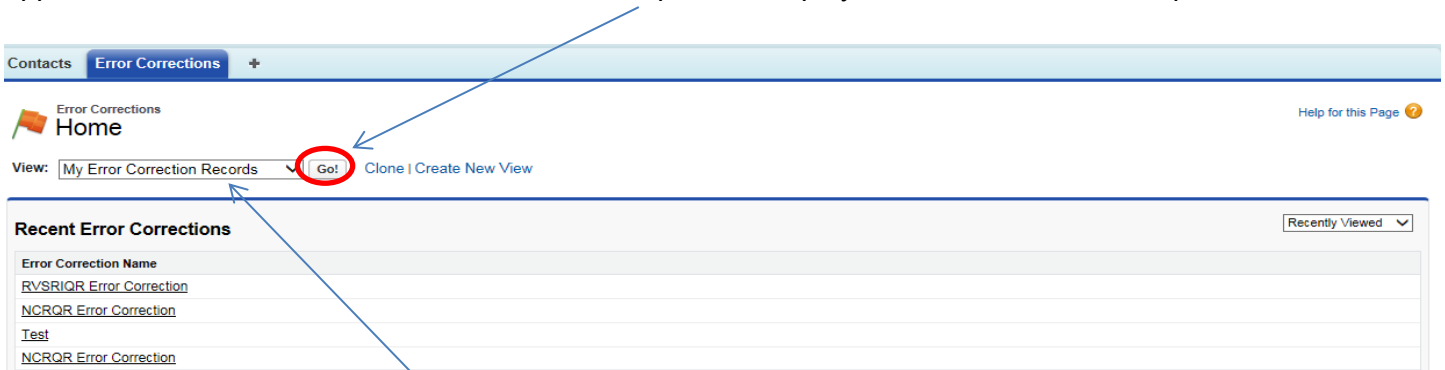 Contacts Error Corrections +
Error Corrections
Home
Help for this Page ?
View: My Error Correction Records Go! Clone | Create New View
Recent Error Corrections
Recently Viewed
Error Correction Name
RVSRIQR Error Correction
NCRQR Error Correction
Test
NCRQR Error Correction